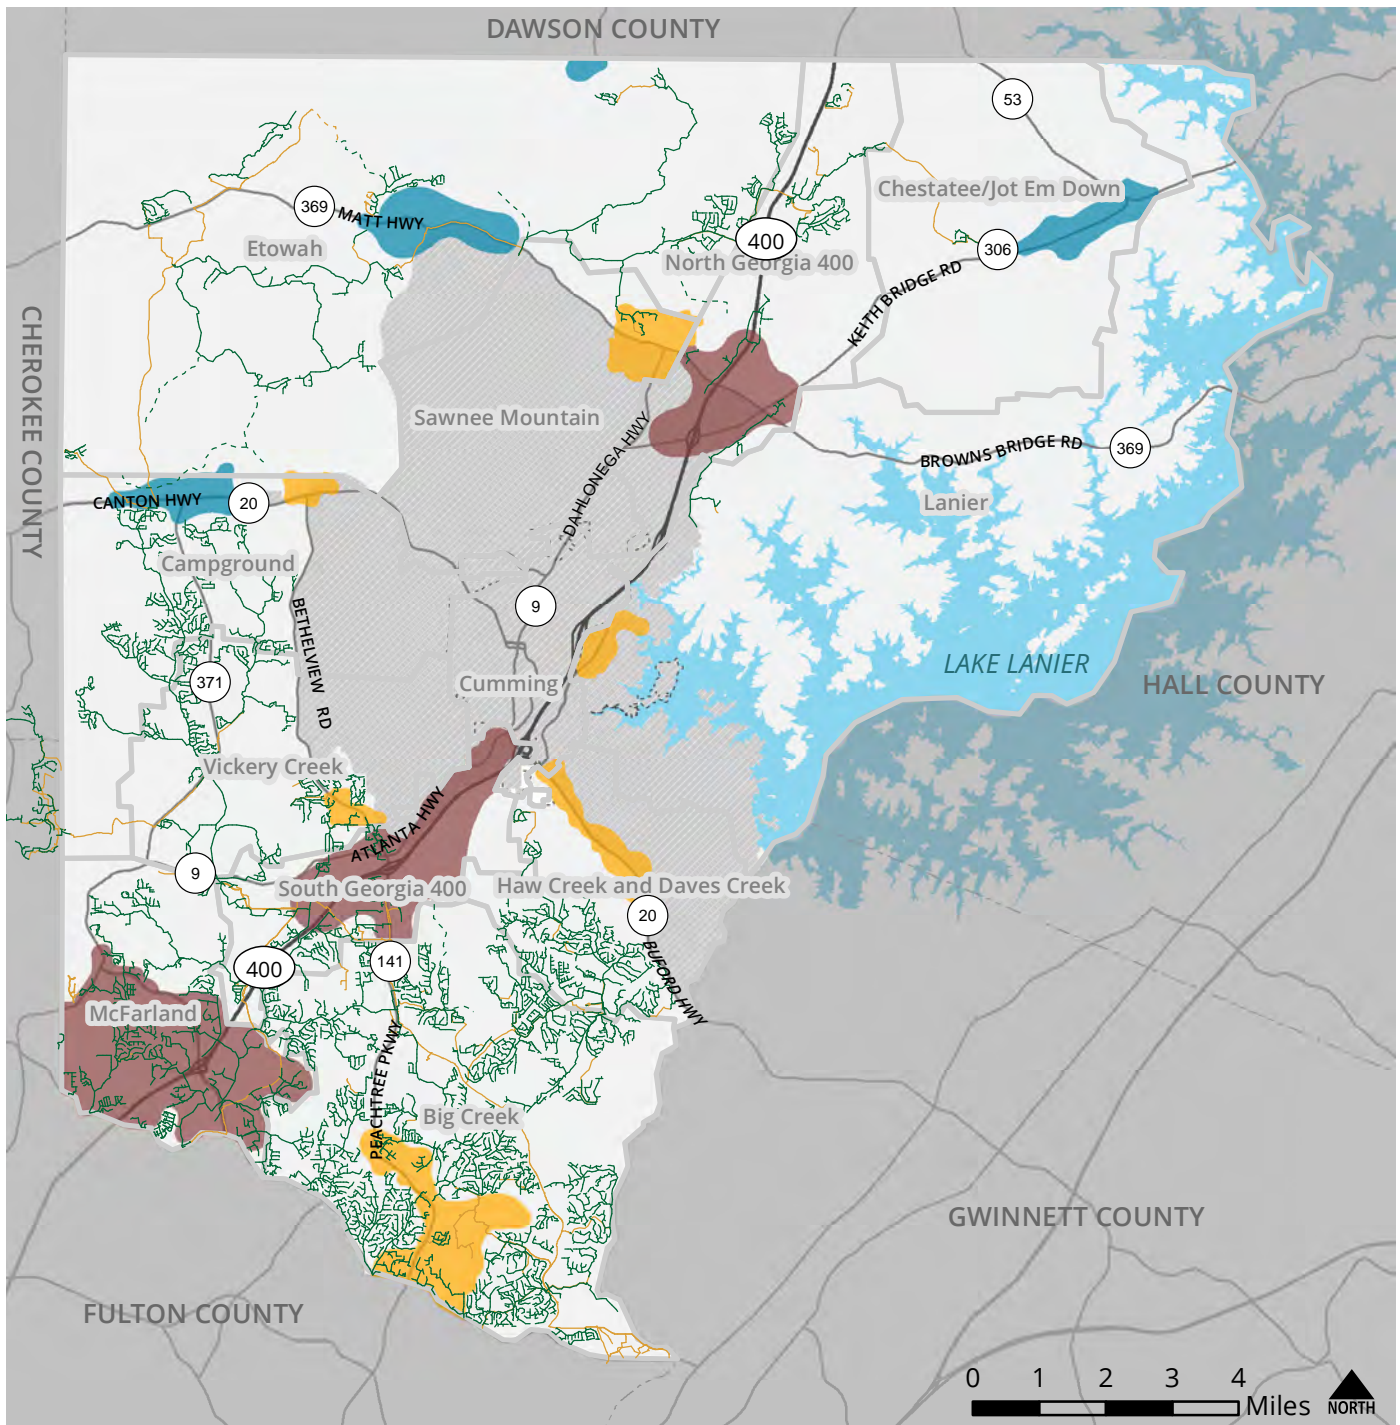 DAWSON COUNTY
53
Chestatee/Jot Em Down
369
MATT HWY
Etowah
400
North Georgia 400
306
KEITH BRIDGE RD
CHEROKEE COUNTY
Sawnee Mountain
DAHLONEGA HWY
BROWNS BRIDGE RD
369
Lanier
CANTON HWY
20
Campground
9
BETHELVIEW RD
LAKE LANIER
HALL COUNTY
371
Cumming
Vickery Creek
ATLANTA HWY
9
South Georgia 400
Haw Creek and Daves Creek
20
BUFORD HWY
400
141
McFarland
PEACHTREE PKWY
Big Creek
GWINNETT COUNTY
FULTON COUNTY
0 1 2 3 4
Miles
NORTH